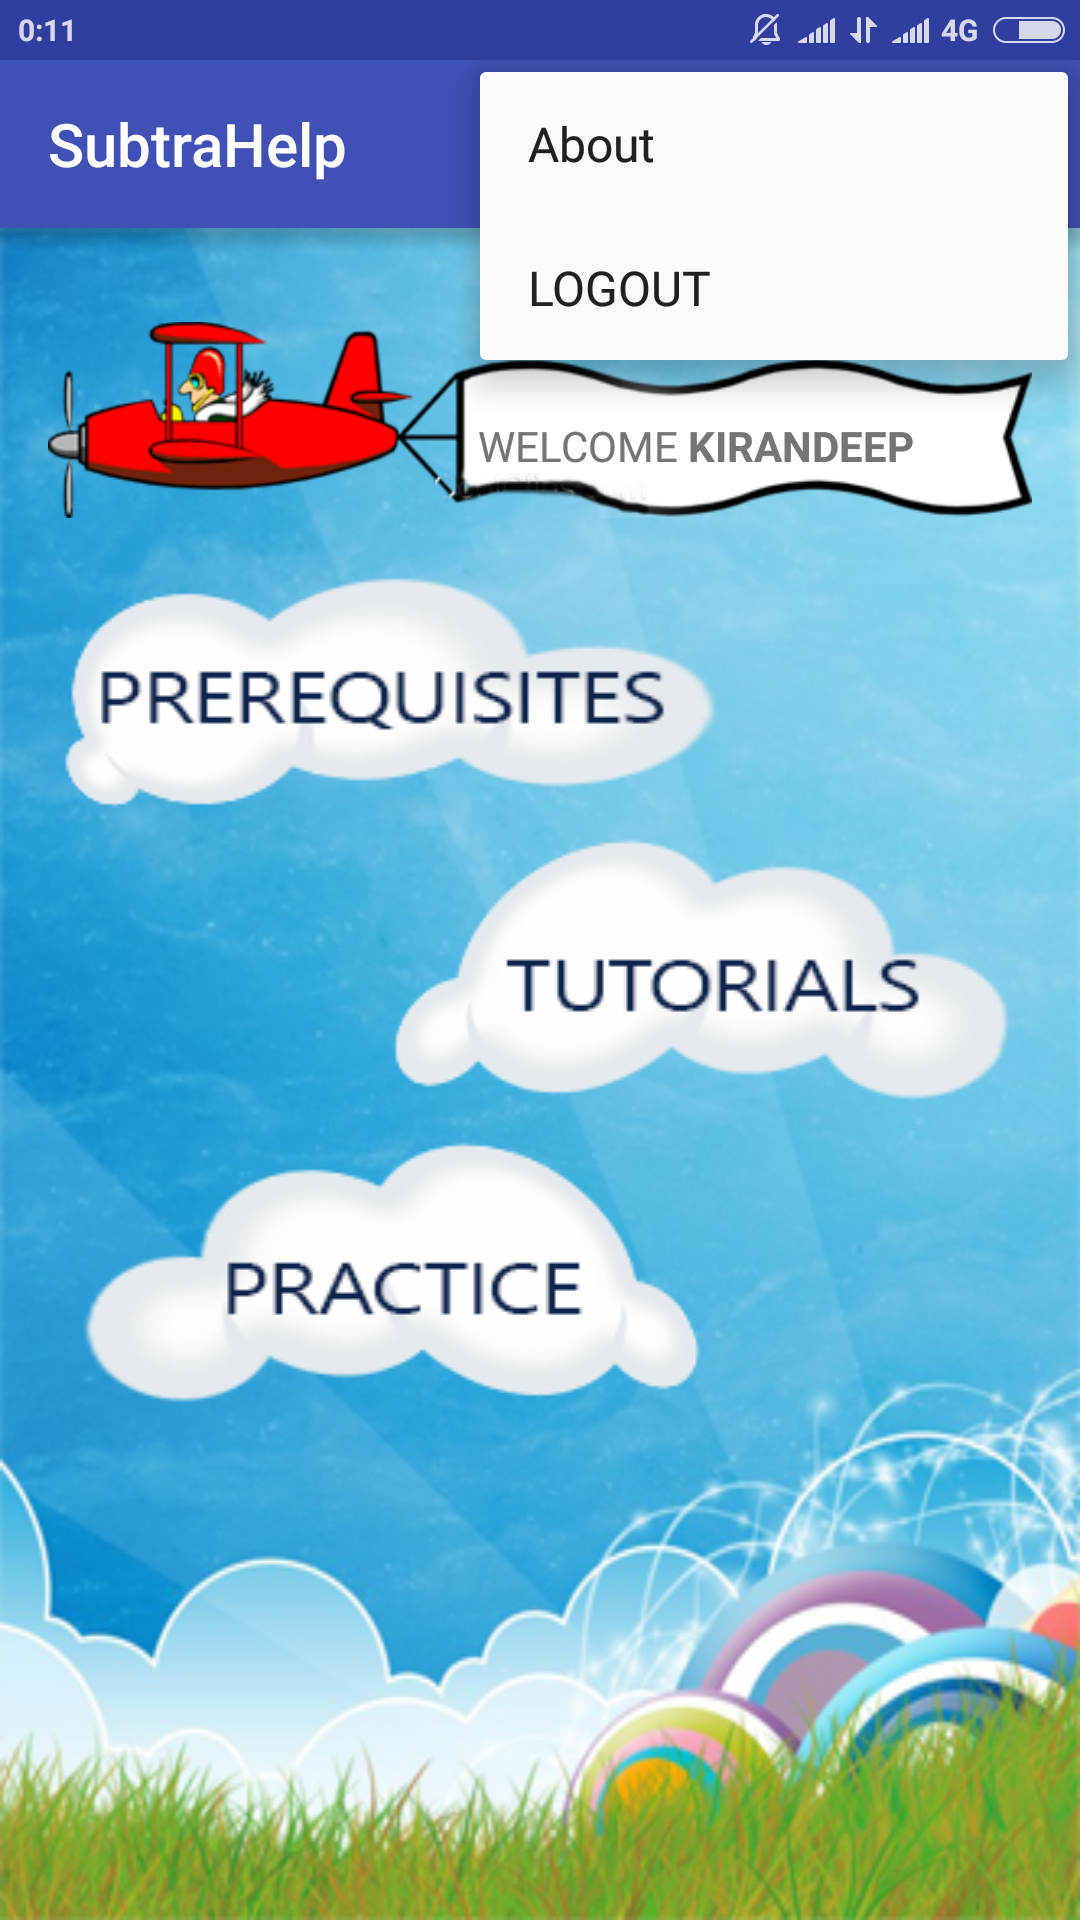 0:11
4G
SubtraHelp
About
LOGOUT
WELCOME KIRANDEEP
PREREQUISITES
TUTORIALS
PRACTICE